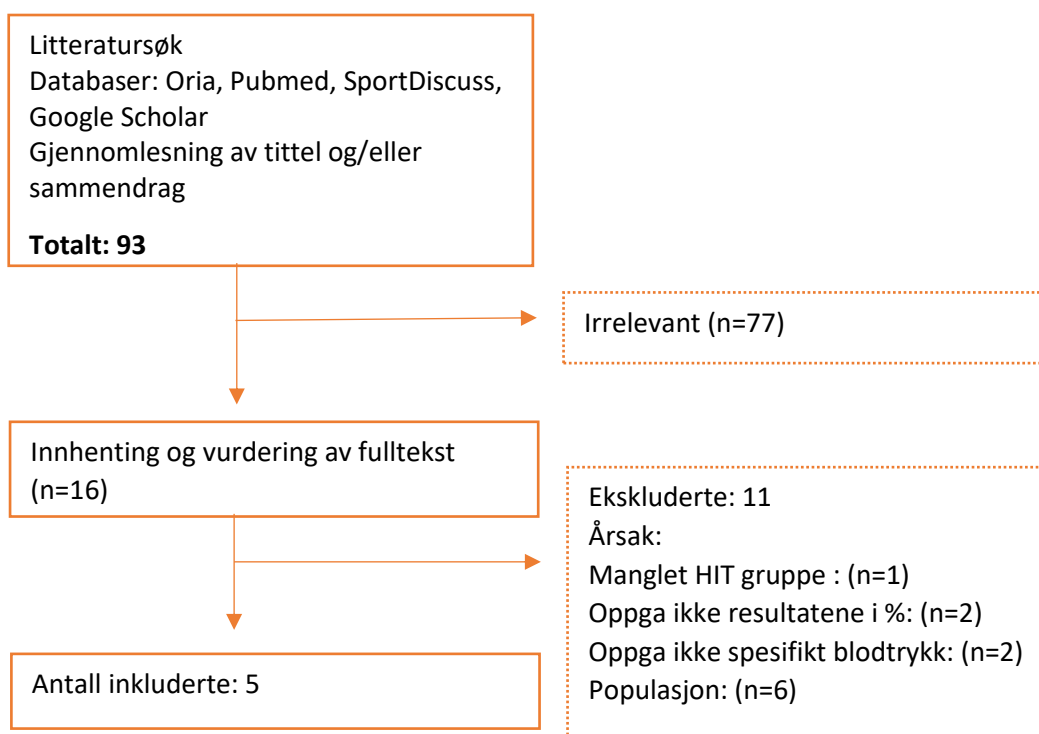 Litteratursøk
Databaser: Oria, Pubmed, SportDiscuss,
Google Scholar
Gjennomlesning av tittel og/eller
sammendrag
Totalt: 93
Irrelevant (n=77)
Innhenting og vurdering av fulltekst
(n=16)
Ekskluderte: 11
Årsak:
Manglet HIT gruppe : (n=1)
Oppga ikke resultatene i %: (n=2)
Oppga ikke spesifikt blodtrykk: (n=2)
Populasjon: (n=6)
Antall inkluderte: 5